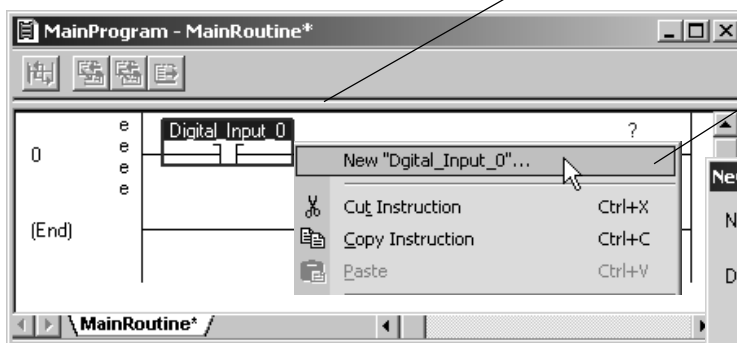 MainProgram - MainRoutine*
e
e
e
e
0
Digital_Input_0
?
New "Dgital_Input_0"...
Cut Instruction Ctrl+X
Copy Instruction Ctrl+C
Paste Ctrl+V
(End)
Ne
N
D
MainRoutine*